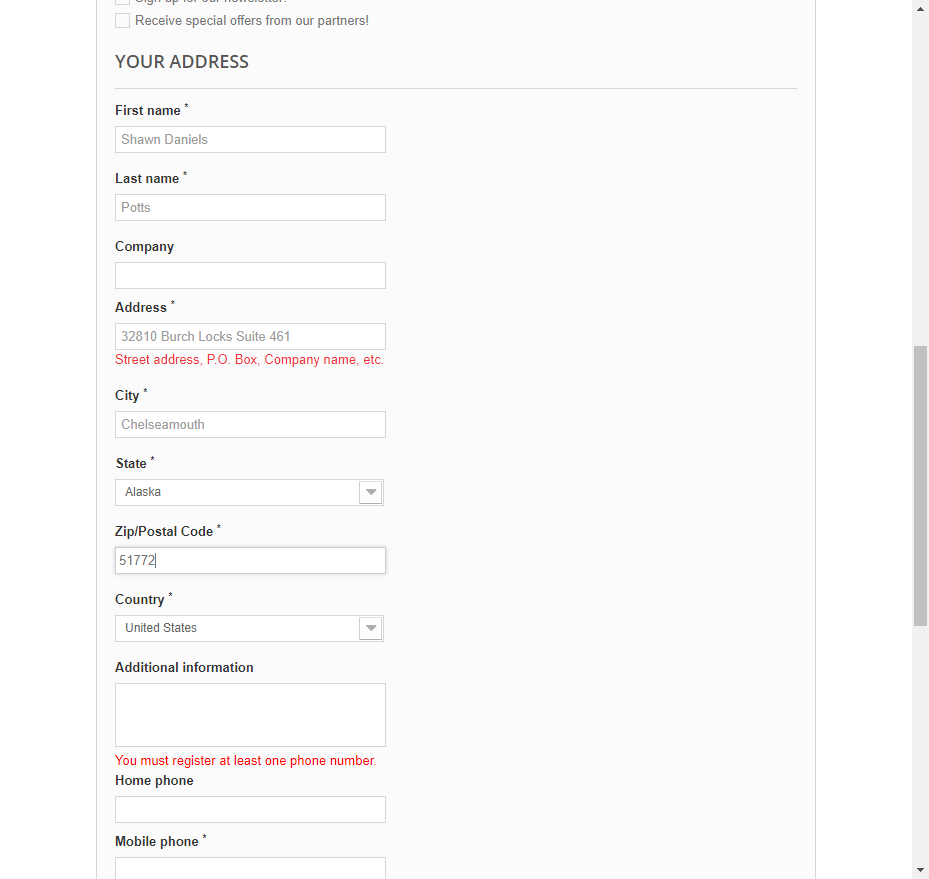 Sign up for our newsletter!
Receive special offers from our partners!
YOUR ADDRESS
First name *
Shawn Daniels
Last name *
Potts
Company
Address *
32810 Burch Locks Suite 461
Street address, P.O. Box, Company name, etc.
City *
Chelseamouth
State *
Alaska
Zip/Postal Code *
51772
Country *
United States
Additional information
You must register at least one phone number.
Home phone
Mobile phone *